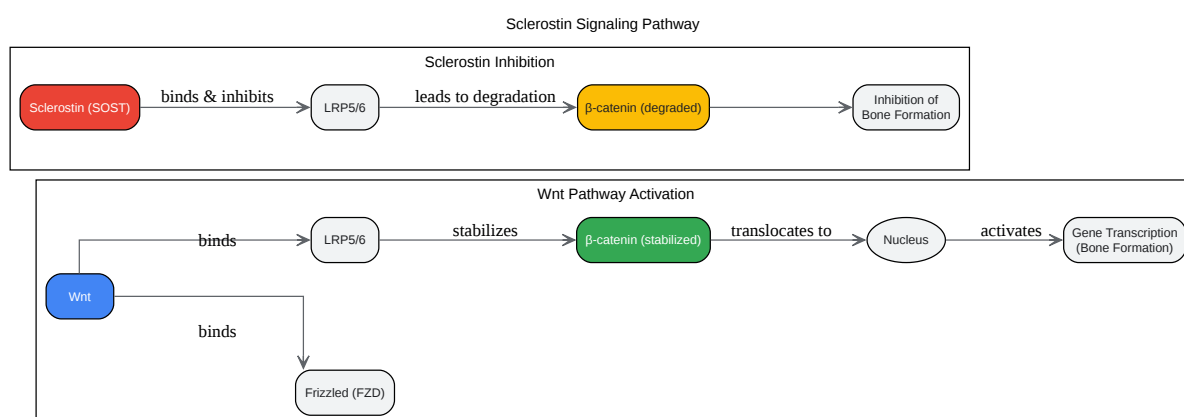 Sclerostin Signaling Pathway
Sclerostin Inhibition
Sclerostin (SOST)
binds & inhibits
LRP5/6
leads to degradation
β-catenin (degraded)
Inhibition of
Bone Formation
Wnt Pathway Activation
Wnt
binds
LRP5/6
stabilizes
β-catenin (stabilized)
translocates to
Nucleus
activates
Gene Transcription
(Bone Formation)
binds
Frizzled (FZD)